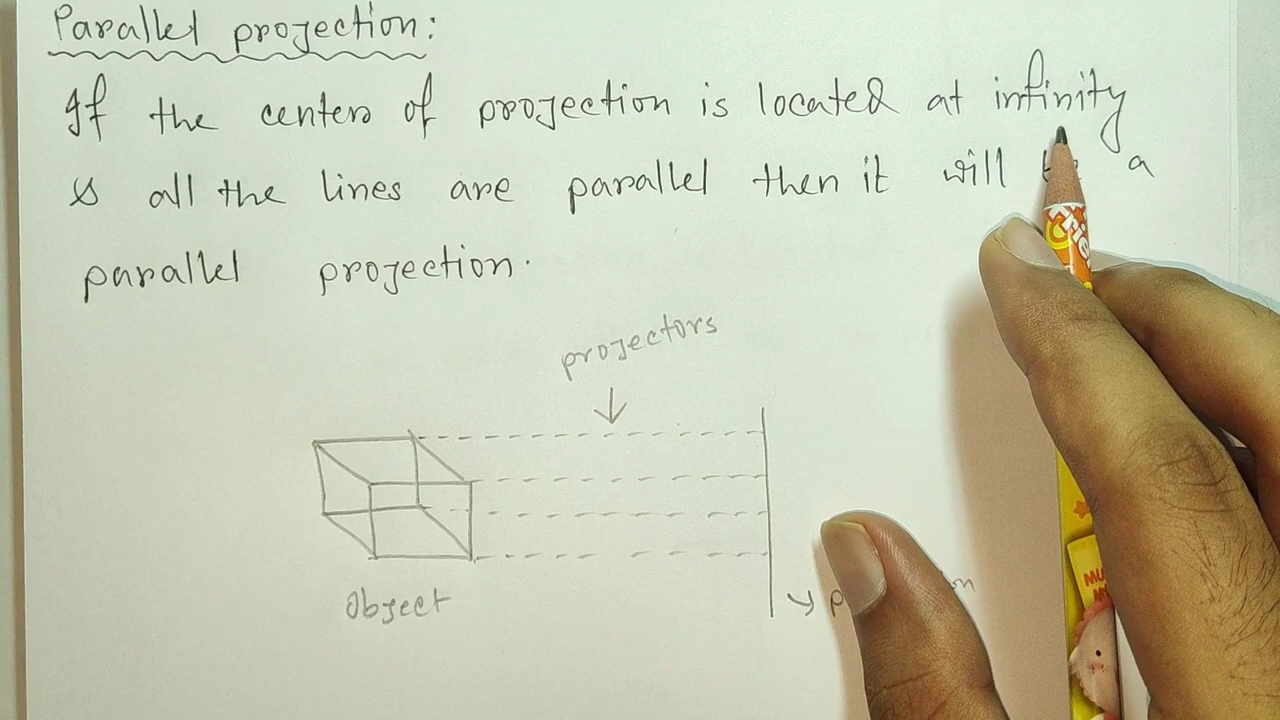 Parallel projection:
If the center of projection is located at infinity
& all the lines are parallel then it will a
parallel projection.
projectors
Object